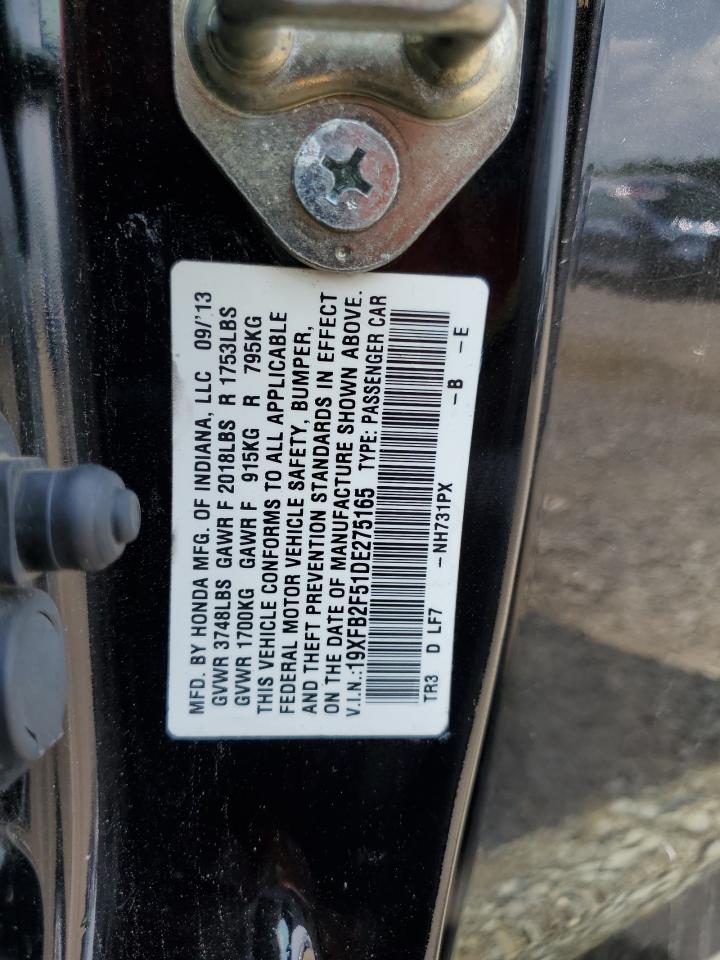 MFD. BY HONDA MFG. OF INDIANA, LLC 09/'13
GVWR 3748LBS GAWR F 2018LBS R 1753LBS
GVWR 1700KG GAWR F 915KG R 795KG
THIS VEHICLE CONFORMS TO ALL APPLICABLE
FEDERAL MOTOR VEHICLE SAFETY, BUMPER,
AND THEFT PREVENTION STANDARDS IN EFFECT
ON THE DATE OF MANUFACTURE SHOWN ABOVE.
V.I.N.:19XFB2F51DE275165 TYPE: PASSENGER CAR
TR3 D LF7 -NH731PX -B -E